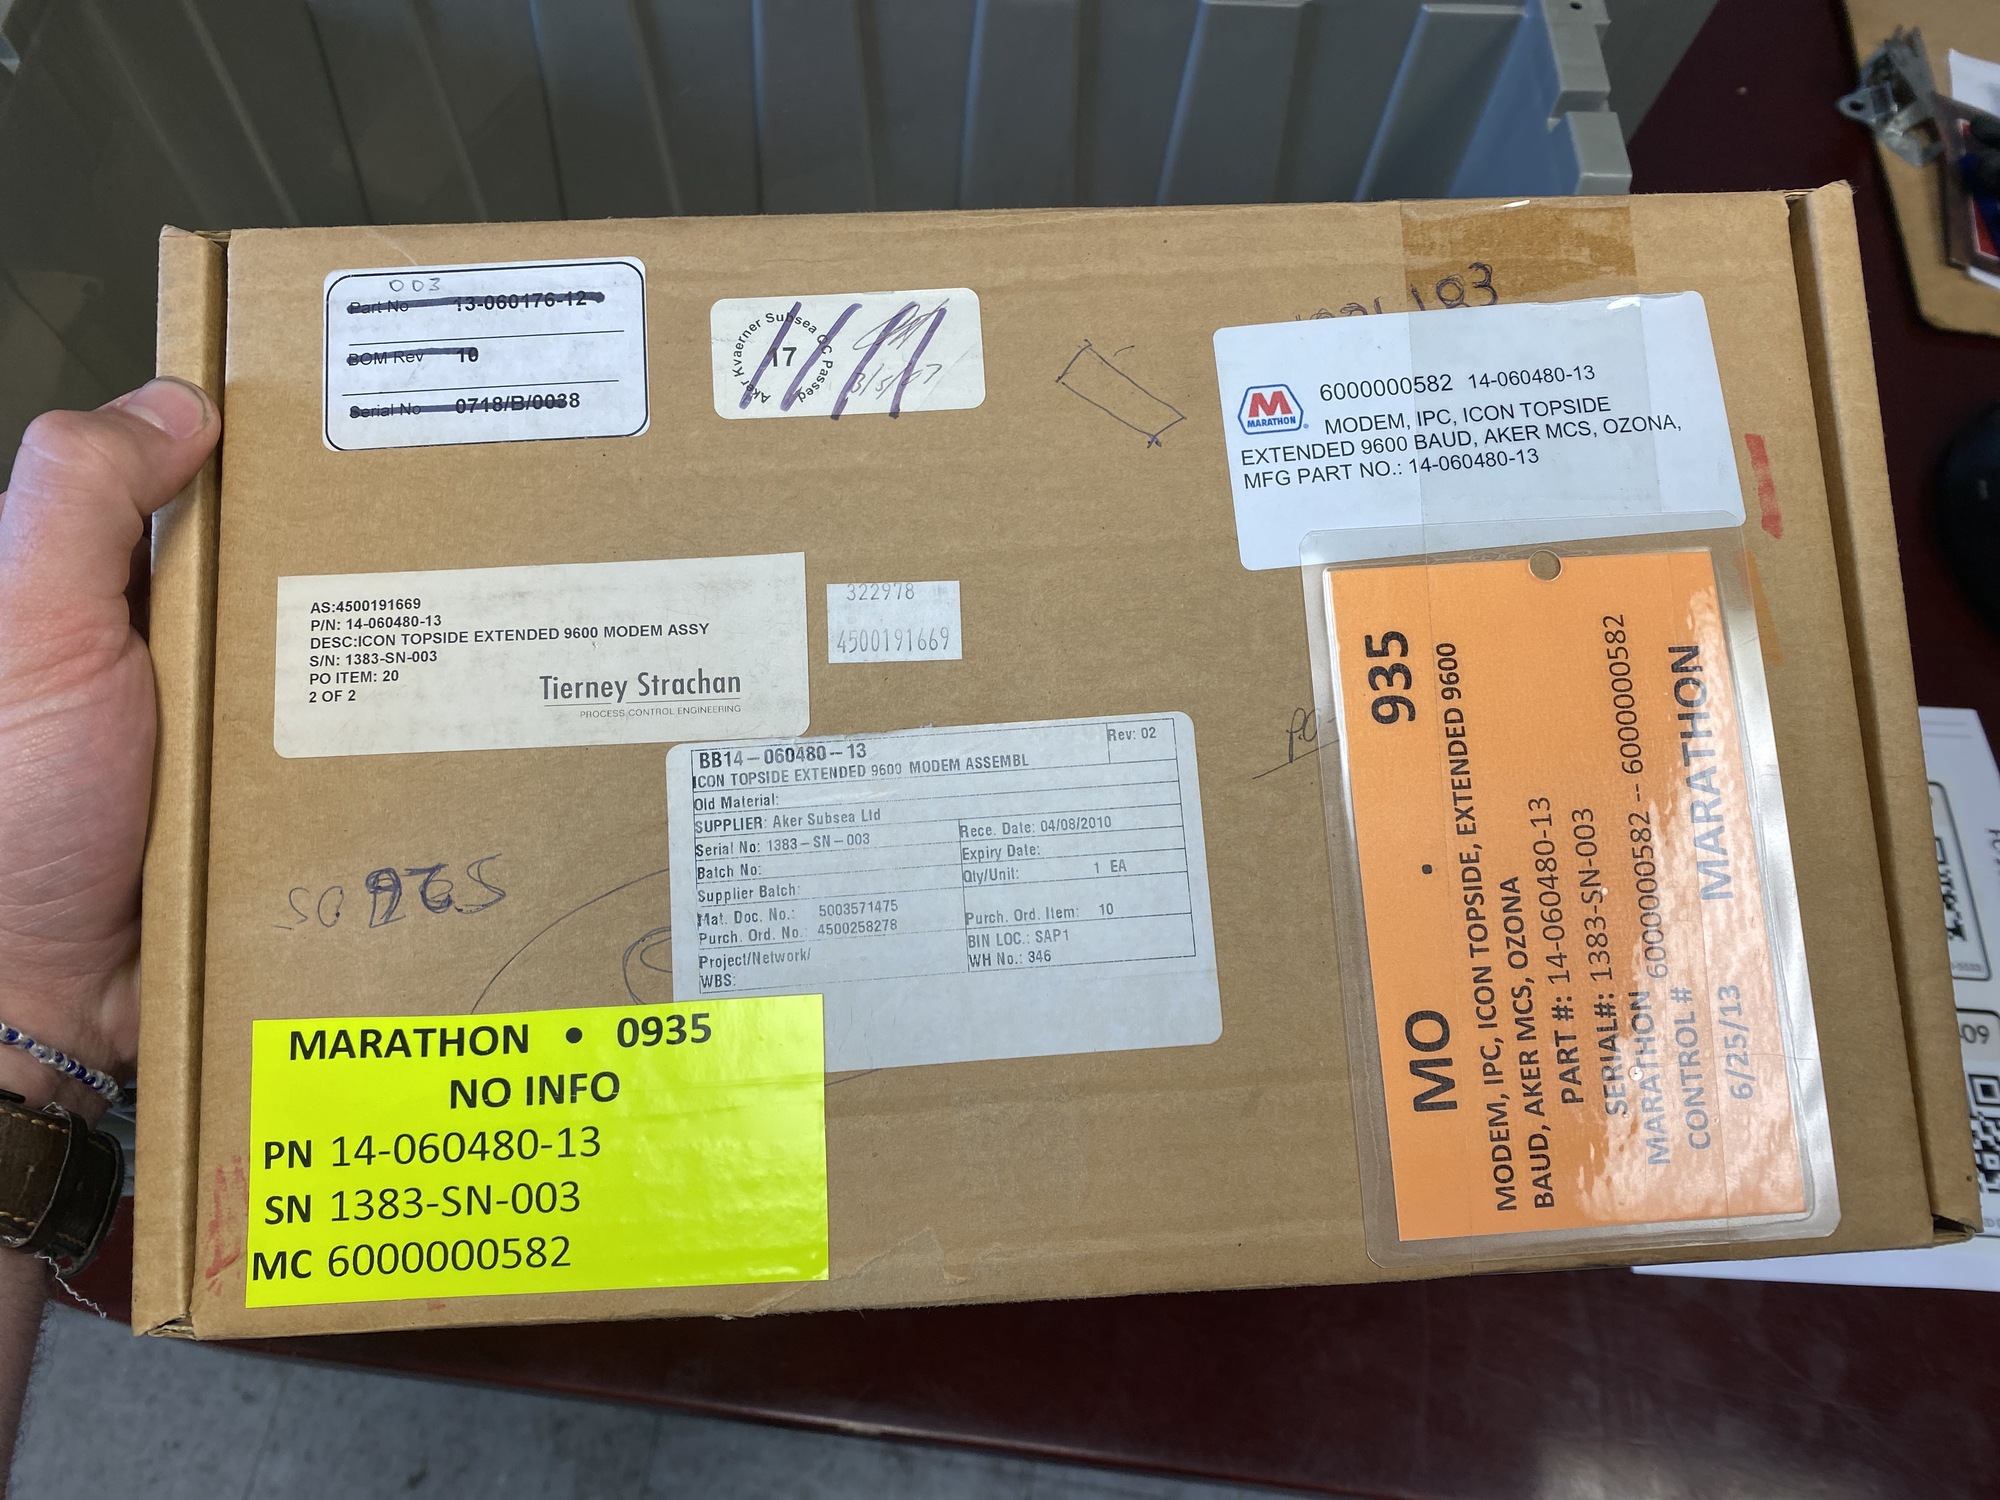 003
Part No 13-060176-12
BOM Rev 10
Serial No 0718/B/0038
Aker Kvaerner Subsea Q.C Passed
17
183
MARATHON
6000000582 14-060480-13
MODEM, IPC, ICON TOPSIDE
EXTENDED 9600 BAUD, AKER MCS, OZONA,
MFG PART NO.: 14-060480-13
AS:4500191669
P/N: 14-060480-13
DESC:ICON TOPSIDE EXTENDED 9600 MODEM ASSY
S/N: 1383-SN-003
PO ITEM: 20
2 OF 2
Tierney Strachan
PROCESS CONTROL ENGINEERING
322978
4500191669
BB14-060480-13 Rev: 02
ICON TOPSIDE EXTENDED 9600 MODEM ASSEMBL
Old Material:
SUPPLIER: Aker Subsea Ltd
Serial No: 1383-SN-003 Rece. Date: 04/08/2010
Batch No: Expiry Date:
Supplier Batch: Qty/Unit: 1 EA
Mat. Doc. No.: 5003571475
Purch. Ord. No. 4500258278 Purch. Ord. Item: 10
Project/Network/ BIN LOC.: SAP1
WBS: WH No.: 346
MARATHON • 0935
NO INFO
PN 14-060480-13
SN 1383-SN-003
MC 6000000582
MO • 935
MODEM, IPC, ICON TOPSIDE, EXTENDED 9600
BAUD, AKER MCS, OZONA
PART #: 14-060480-13
SERIAL#: 1383-SN-003
MARATHON 6000000582 -- 6000000582
CONTROL #
6/25/13 MARATHON